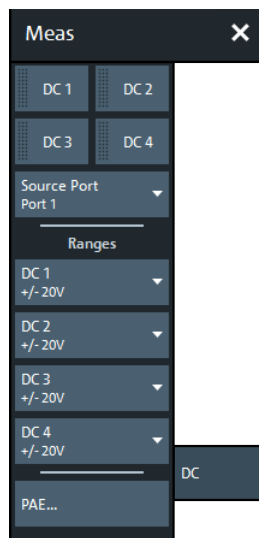 Meas
DC 1
DC 2
DC 3
DC 4
Source Port
Port 1
Ranges
DC 1
+/- 20V
DC 2
+/- 20V
DC 3
+/- 20V
DC 4
+/- 20V
DC
PAE...